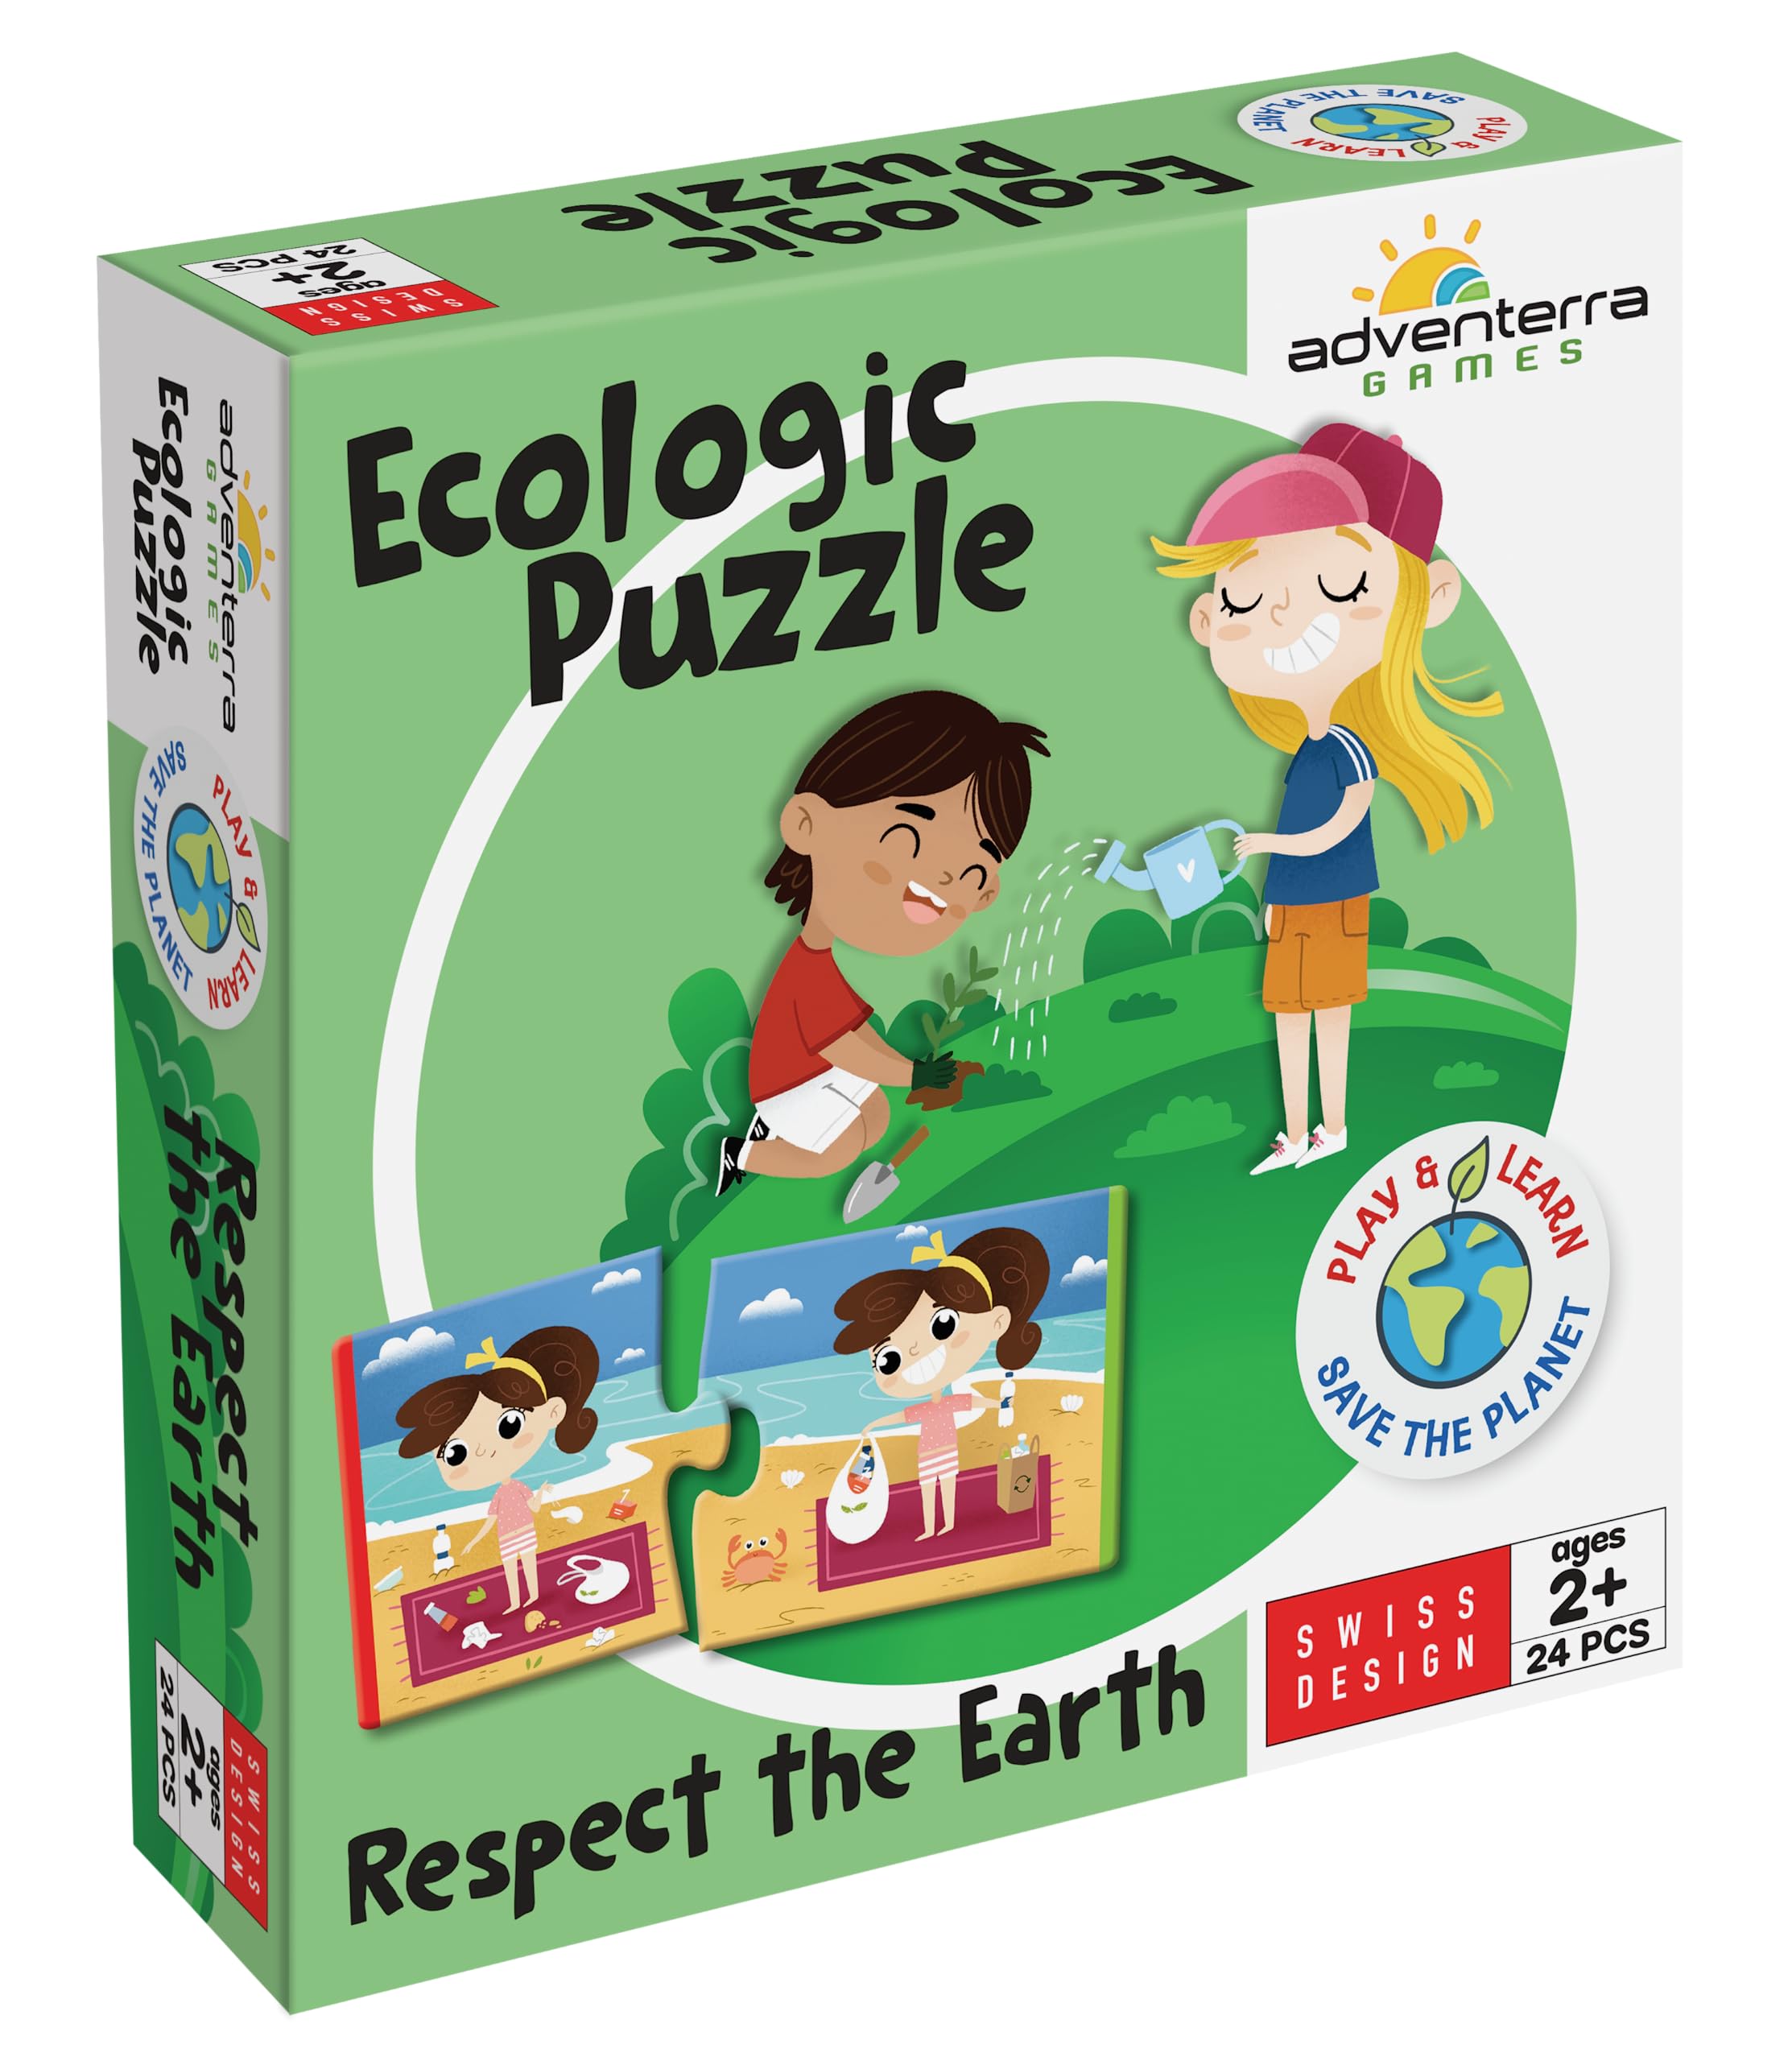 Ecologic
Puzzle
SAVE THE PLANET
PLAY & LEARN
SWISS
DESIGN
ages
2+
24 PCS
adventerra
GAMES
Ecologic
Puzzle
PLAY & LEARN
SAVE THE PLANET
Respect
the Earth
SWISS
DESIGN
ages
2+
24 PCS
adventerra
GAMES
Ecologic
Puzzle
PLAY & LEARN
SAVE THE PLANET
SWISS
DESIGN
ages
2+
24 PCS
Respect the Earth